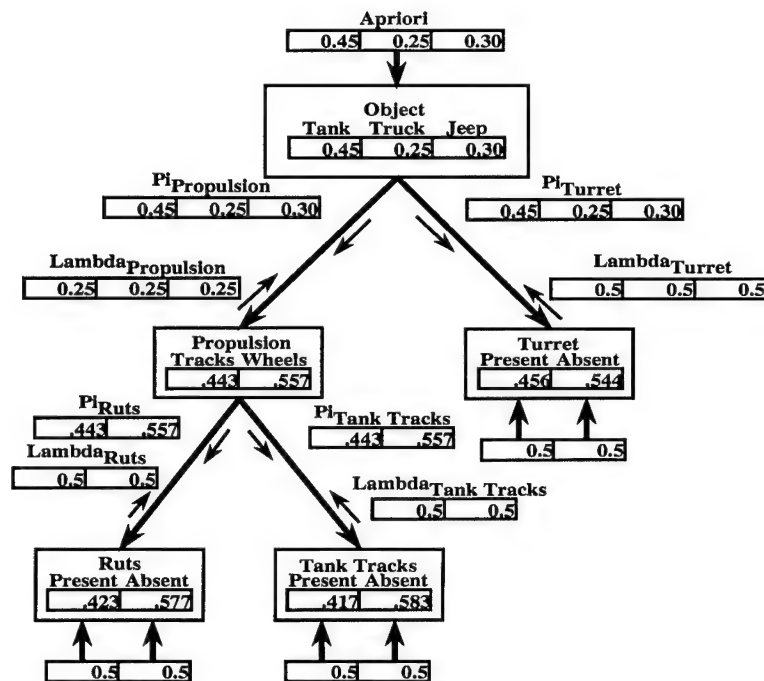 Apriori
0.45 0.25 0.30
Object
Tank Truck Jeep
0.45 0.25 0.30
PiPropulsion
0.45 0.25 0.30
PiTurret
0.45 0.25 0.30
LambdaPropulsion
0.25 0.25 0.25
LambdaTurret
0.5 0.5 0.5
Propulsion
Tracks Wheels
.443 .557
Turret
Present Absent
.456 .544
0.5 0.5
PiRuts
.443 .557
LambdaRuts
0.5 0.5
PiTank Tracks
.443 .557
LambdaTank Tracks
0.5 0.5
Ruts
Present Absent
.423 .577
0.5 0.5
Tank Tracks
Present Absent
.417 .583
0.5 0.5